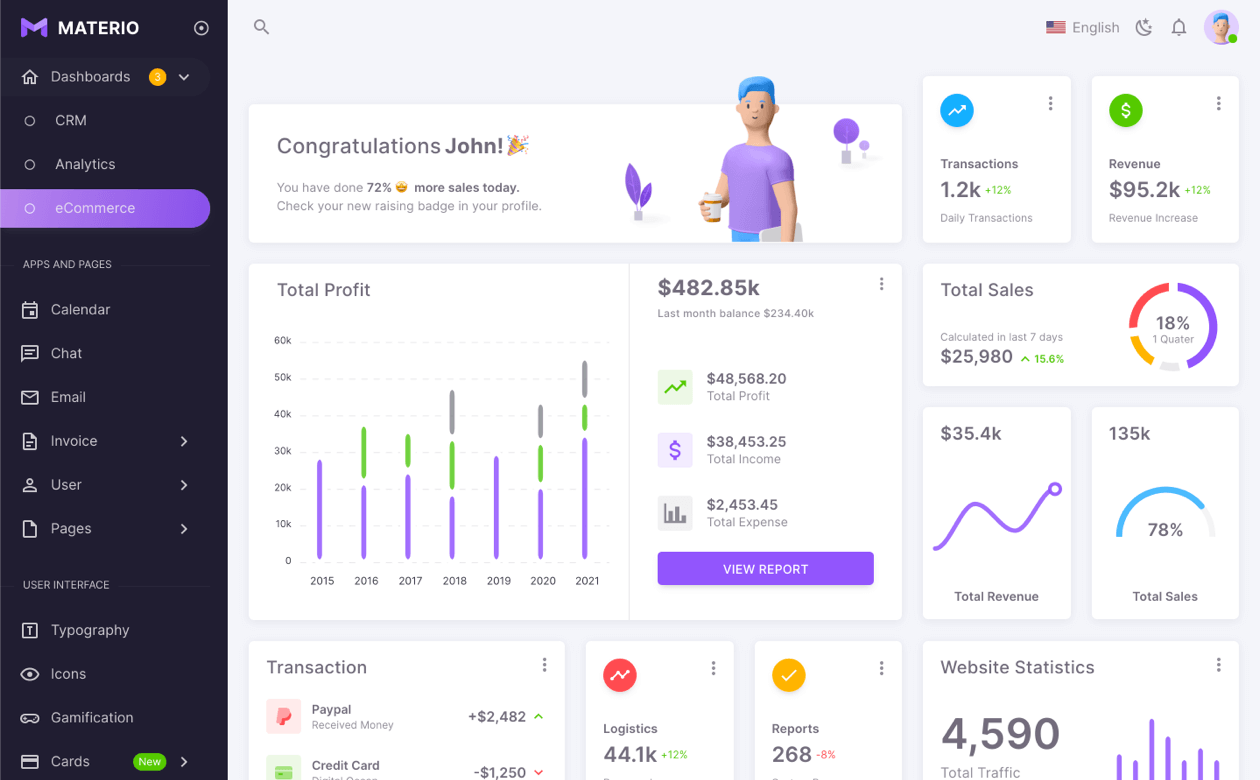 MATERIO
Dashboards 3
CRM
Analytics
eCommerce
APPS AND PAGES
Calendar
Chat
Email
Invoice
User
Pages
USER INTERFACE
Typography
Icons
Gamification
Cards New
English
Congratulations John!🎉
You have done 72% 🤩 more sales today.
Check your new raising badge in your profile.
Transactions
1.2k +12%
Daily Transactions
$
Revenue
$95.2k +12%
Revenue Increase
Total Profit
60k
50k
40k
30k
20k
10k
0
2015 2016 2017 2018 2019 2020 2021
$482.85k
Last month balance $234.40k
$48,568.20
Total Profit
$
$38,453.25
Total Income
$2,453.45
Total Expense
VIEW REPORT
Total Sales
Calculated in last 7 days
$25,980 15.6%
18%
1 Quater
$35.4k
Total Revenue
135k
78%
Total Sales
Transaction
Paypal
Received Money
+$2,482
Credit Card
-$1,250
Logistics
44.1k +12%
Reports
268 -8%
Website Statistics
4,590
Total Traffic